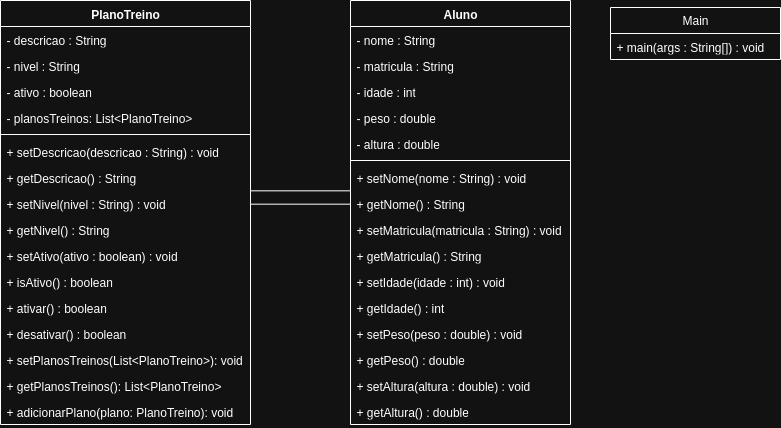 PlanoTreino
- descricao : String
- nivel : String
- ativo : boolean
- planosTreinos: List<PlanoTreino>
+ setDescricao(descricao : String) : void
+ getDescricao() : String
+ setNivel(nivel : String) : void
+ getNivel() : String
+ setAtivo(ativo : boolean) : void
+ isAtivo() : boolean
+ ativar() : boolean
+ desativar() : boolean
+ setPlanosTreinos(List<PlanoTreino>): void
+ getPlanosTreinos(): List<PlanoTreino>
+ adicionarPlano(plano: PlanoTreino): void
Aluno
- nome : String
- matricula : String
- idade : int
- peso : double
- altura : double
+ setNome(nome : String) : void
+ getNome() : String
+ setMatricula(matricula : String) : void
+ getMatricula() : String
+ setIdade(idade : int) : void
+ getIdade() : int
+ setPeso(peso : double) : void
+ getPeso() : double
+ setAltura(altura : double) : void
+ getAltura() : double
Main
+ main(args : String[]) : void